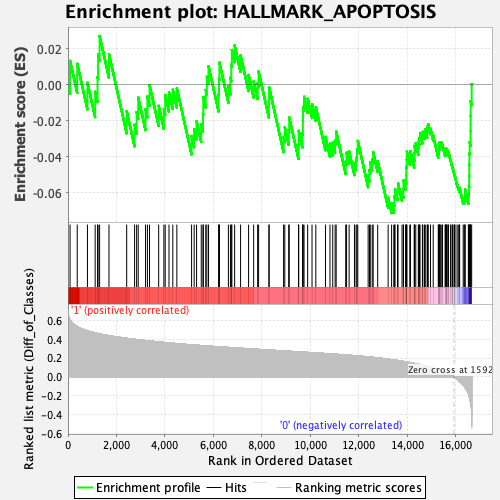 Enrichment plot: HALLMARK_APOPTOSIS
Enrichment score (ES)
0.02
0.00
-0.02
-0.04
-0.06
'1' (positively correlated)
Ranked list metric (Diff_of_Classes)
0.6
0.4
0.2
0.0
-0.2
-0.4
-0.6
Zero cross at 1592
'0' (negatively correlated)
0
2,000
4,000
6,000
8,000
10,000
12,000
14,000
16,000
Rank in Ordered Dataset
Enrichment profile
Hits
Ranking metric scores